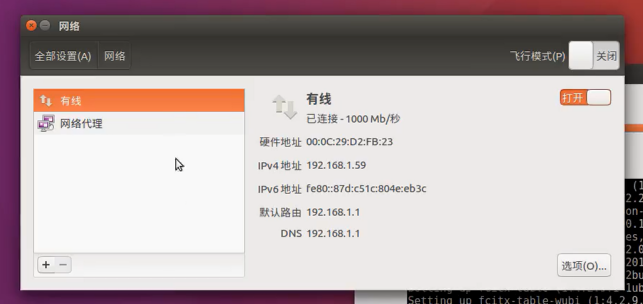 网络
全部设置(A) 网络
飞行模式(P) 关闭
有线
网络代理
有线
打开
已连接 - 1000 Mb/秒
硬件地址 00:0C:29:D2:FB:23
IPv4 地址 192.168.1.59
IPv6 地址 fe80::87d:c51c:804e:eb3c
默认路由 192.168.1.1
DNS 192.168.1.1
选项(O)...
Setting up fcitx-table-wubi (1:4.2.9